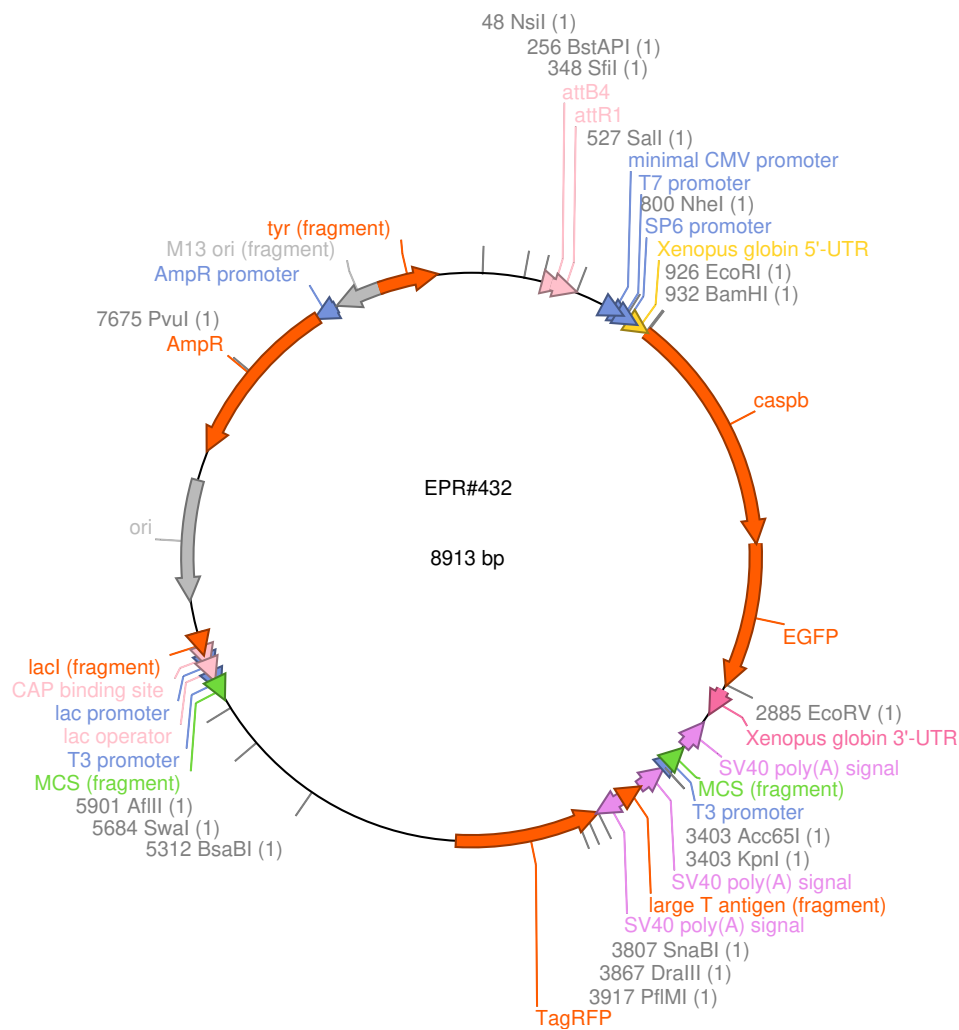 48 NsiI (1)
256 BstAPI (1)
348 SfiI (1)
attB4
attR1
527 SalI (1)
minimal CMV promoter
T7 promoter
800 NheI (1)
SP6 promoter
Xenopus globin 5'-UTR
926 EcoRI (1)
932 BamHI (1)
tyr (fragment)
M13 ori (fragment)
AmpR promoter
7675 PvuI (1)
AmpR
caspb
EPR#432
8913 bp
ori
EGFP
lacI (fragment)
CAP binding site
lac promoter
lac operator
T3 promoter
MCS (fragment)
5901 AflII (1)
5684 SwaI (1)
5312 BsaBI (1)
2885 EcoRV (1)
Xenopus globin 3'-UTR
SV40 poly(A) signal
MCS (fragment)
T3 promoter
3403 Acc65I (1)
3403 KpnI (1)
SV40 poly(A) signal
large T antigen (fragment)
SV40 poly(A) signal
3807 SnaBI (1)
3867 DraIII (1)
3917 PflMI (1)
TagRFP